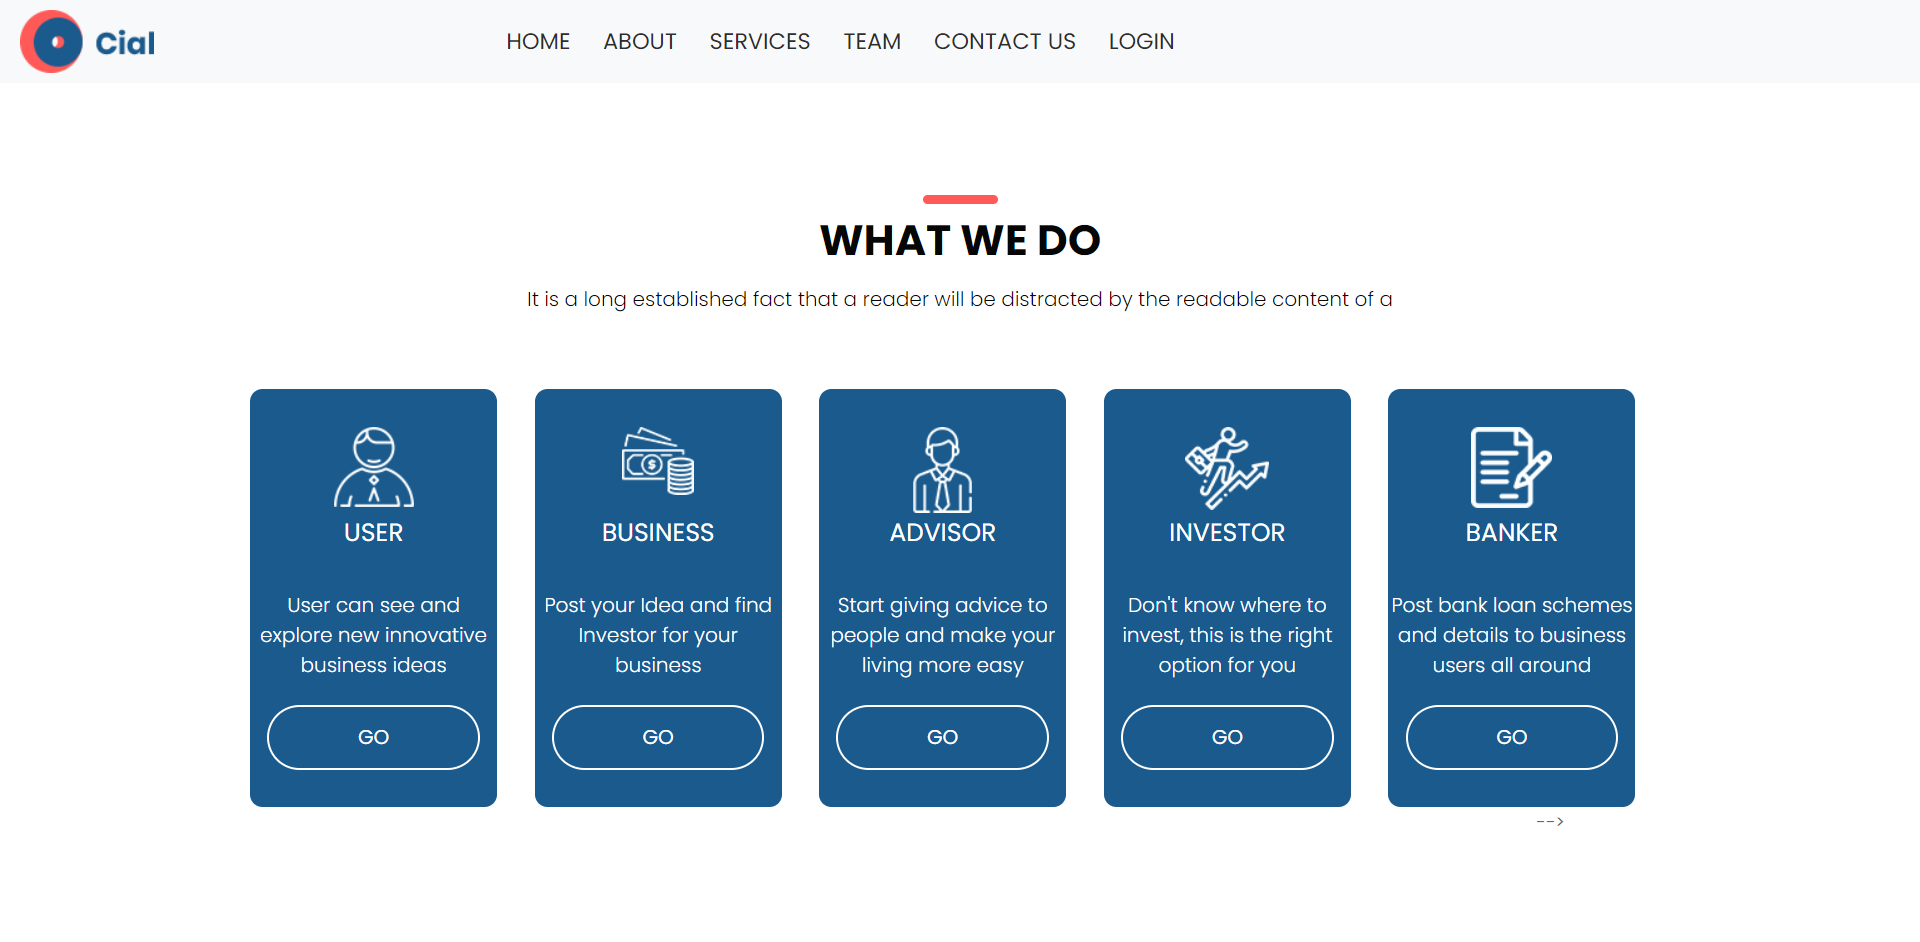 Cial
HOME ABOUT SERVICES TEAM CONTACT US LOGIN
WHAT WE DO
It is a long established fact that a reader will be distracted by the readable content of a
USER
User can see and
explore new innovative
business ideas
GO
BUSINESS
Post your Idea and find
Investor for your
business
GO
ADVISOR
Start giving advice to
people and make your
living more easy
GO
INVESTOR
Don't know where to
invest, this is the right
option for you
GO
BANKER
Post bank loan schemes
and details to business
users all around
GO
-->